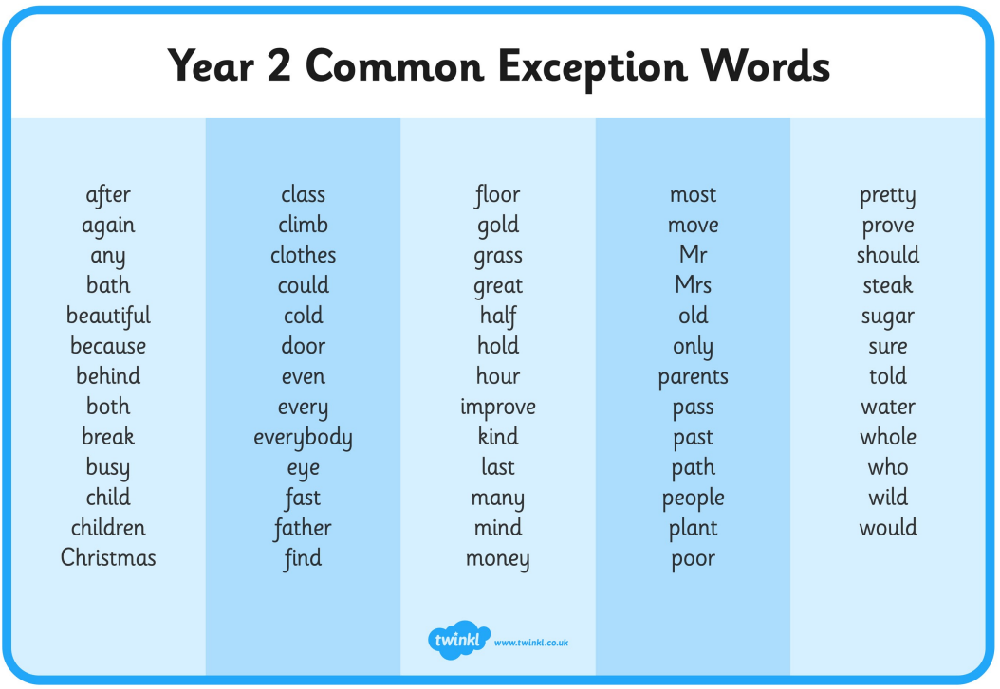 Year 2 Common Exception Words
after
again
any
bath
beautiful
because
behind
both
break
busy
child
children
Christmas
class
climb
clothes
could
cold
door
even
every
everybody
eye
fast
father
find
floor
gold
grass
great
half
hold
hour
improve
kind
last
many
mind
money
most
move
Mr
Mrs
old
only
parents
pass
past
path
people
plant
poor
pretty
prove
should
steak
sugar
sure
told
water
whole
who
wild
would
twinkl www.twinkl.co.uk